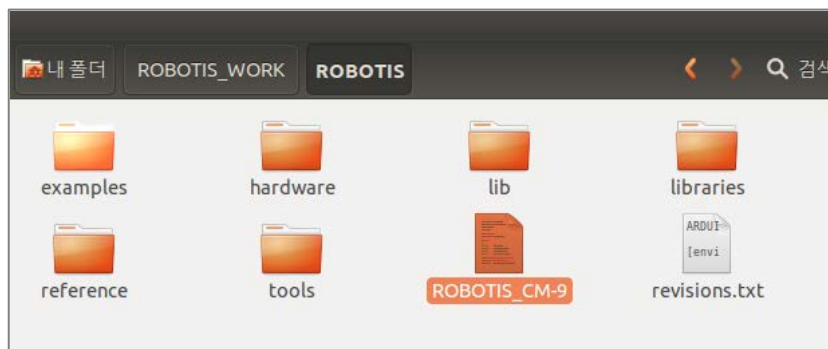 내 폴더 ROBOTIS_WORK ROBOTIS 검색
examples hardware lib libraries
ARDUI
[envi
reference tools ROBOTIS_CM-9 revisions.txt